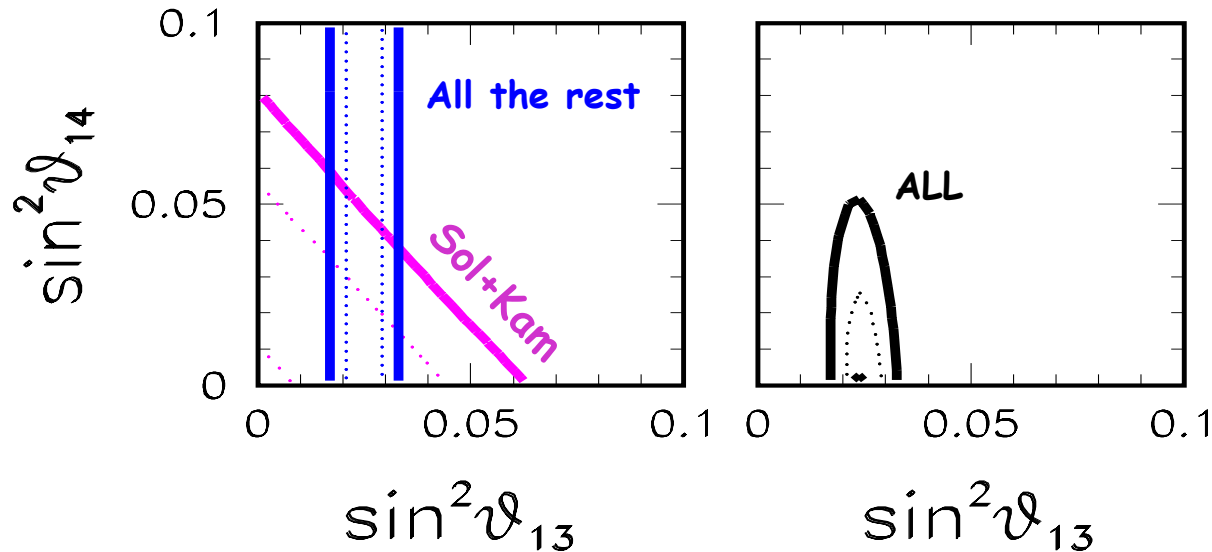 0.1
All the rest
sin²ϑ₁₄
0.05
ALL
Sol+Kam
0
0 0.05 0.1 0 0.05 0.1
sin²ϑ₁₃ sin²ϑ₁₃